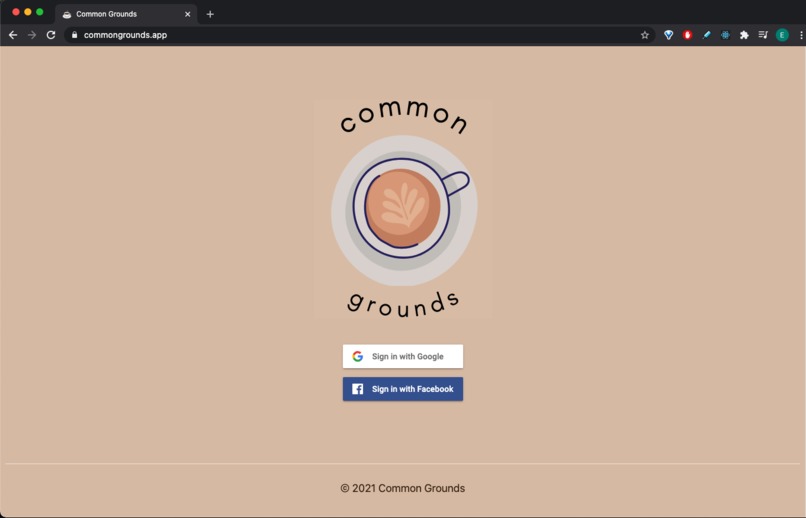 Common Grounds
commongrounds.app
E
common
grounds
Sign in with Google
Sign in with Facebook
© 2021 Common Grounds